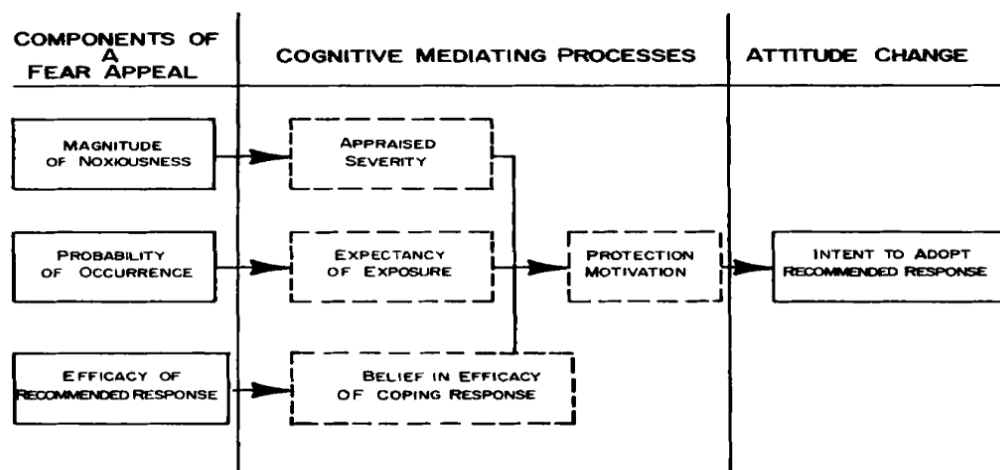 COMPONENTS OF
A
FEAR APPEAL
COGNITIVE MEDIATING PROCESSES
ATTITUDE CHANGE
MAGNITUDE
OF NOXIOUSNESS
APPRAISED
SEVERITY
PROBABILITY
OF OCCURRENCE
EXPECTANCY
OF EXPOSURE
PROTECTION
MOTIVATION
INTENT TO ADOPT
RECOMMENDED RESPONSE
EFFICACY OF
RECOMMENDED RESPONSE
BELIEF IN EFFICACY
OF COPING RESPONSE